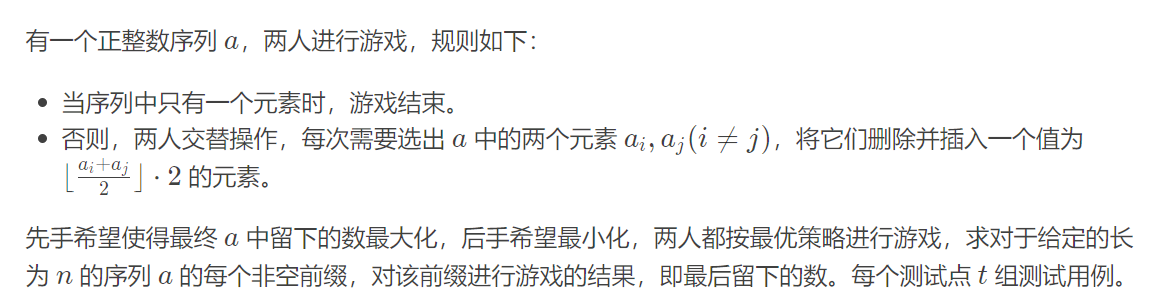 有一个正整数序列 a，两人进行游戏，规则如下：
• 当序列中只有一个元素时，游戏结束。
• 否则，两人交替操作，每次需要选出 a 中的两个元素 a_i, a_j(i ≠ j)，将它们删除并插入一个值为
⌊(a_i+a_j)/2⌋ · 2 的元素。
先手希望使得最终 a 中留下的数最大化，后手希望最小化，两人都按最优策略进行游戏，求对于给定的长
为 n 的序列 a 的每个非空前缀，对该前缀进行游戏的结果，即最后留下的数。每个测试点 t 组测试用例。